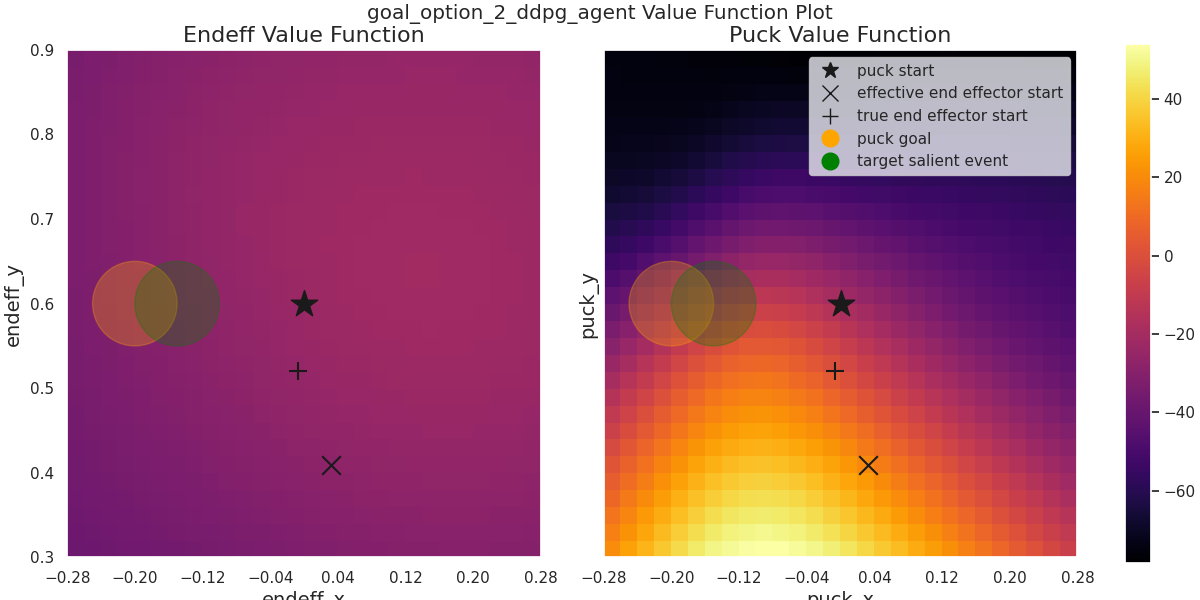 goal_option_2_ddpg_agent Value Function Plot
Endeff Value Function
0.9
0.8
0.7
0.6
0.5
0.4
0.3
endeff_y
−0.28 −0.20 −0.12 −0.04 0.04 0.12 0.20 0.28
endeff_x
Puck Value Function
puck start
effective end effector start
true end effector start
puck goal
target salient event
puck_y
−0.28 −0.20 −0.12 −0.04 0.04 0.12 0.20 0.28
puck_x
40
20
0
−20
−40
−60